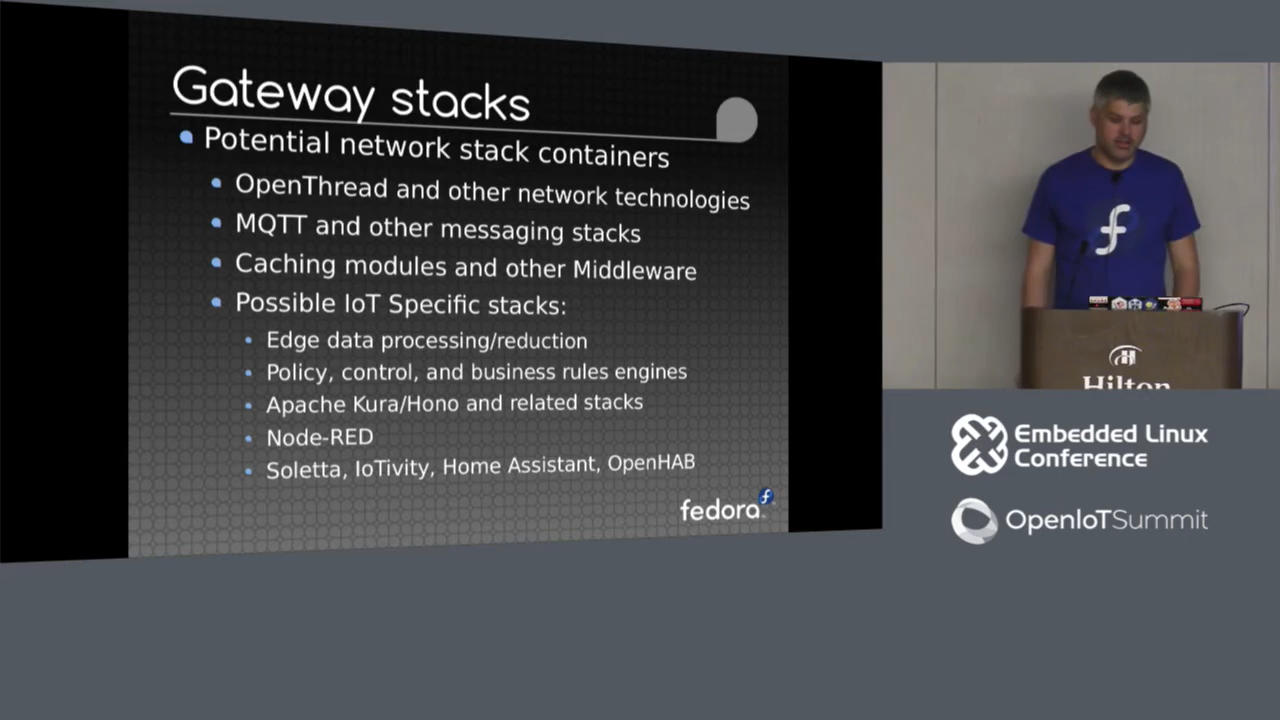 Gateway stacks
Potential network stack containers
OpenThread and other network technologies
MQTT and other messaging stacks
Caching modules and other Middleware
Possible IoT Specific stacks:
Edge data processing/reduction
Policy, control, and business rules engines
Apache Kura/Hono and related stacks
Node-RED
Soletta, IoTivity, Home Assistant, OpenHAB
fedora
Hilton
Embedded Linux
Conference
OpenIoTSummit